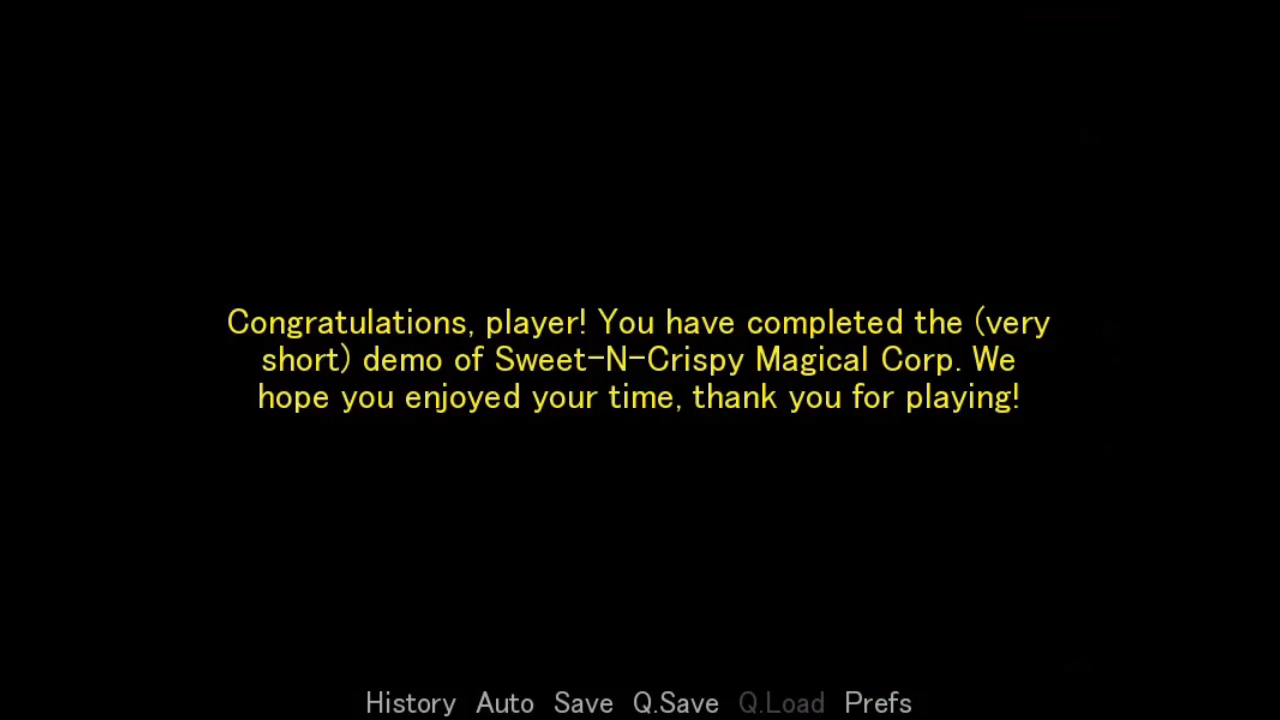 Congratulations, player! You have completed the (very
short) demo of Sweet-N-Crispy Magical Corp. We
hope you enjoyed your time, thank you for playing!
History Auto Save Q.Save Q.Load Prefs